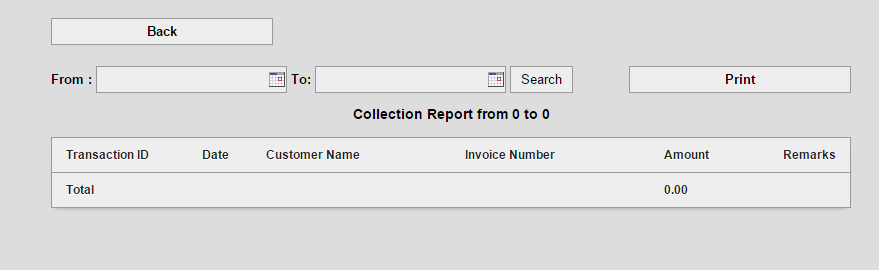 Back
From : To: Search Print
Collection Report from 0 to 0
Transaction ID Date Customer Name Invoice Number Amount Remarks
Total 0.00